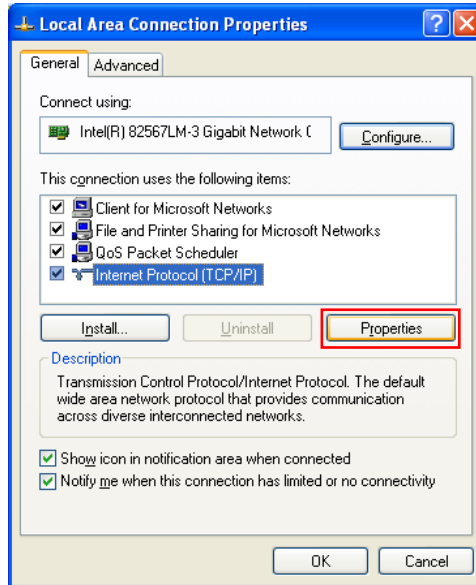 Local Area Connection Properties
General Advanced
Connect using:
Intel(R) 82567LM-3 Gigabit Network C
Configure...
This connection uses the following items:
Client for Microsoft Networks
File and Printer Sharing for Microsoft Networks
QoS Packet Scheduler
Internet Protocol (TCP/IP)
Install... Uninstall Properties
Description
Transmission Control Protocol/Internet Protocol. The default
wide area network protocol that provides communication
across diverse interconnected networks.
Show icon in notification area when connected
Notify me when this connection has limited or no connectivity
OK Cancel